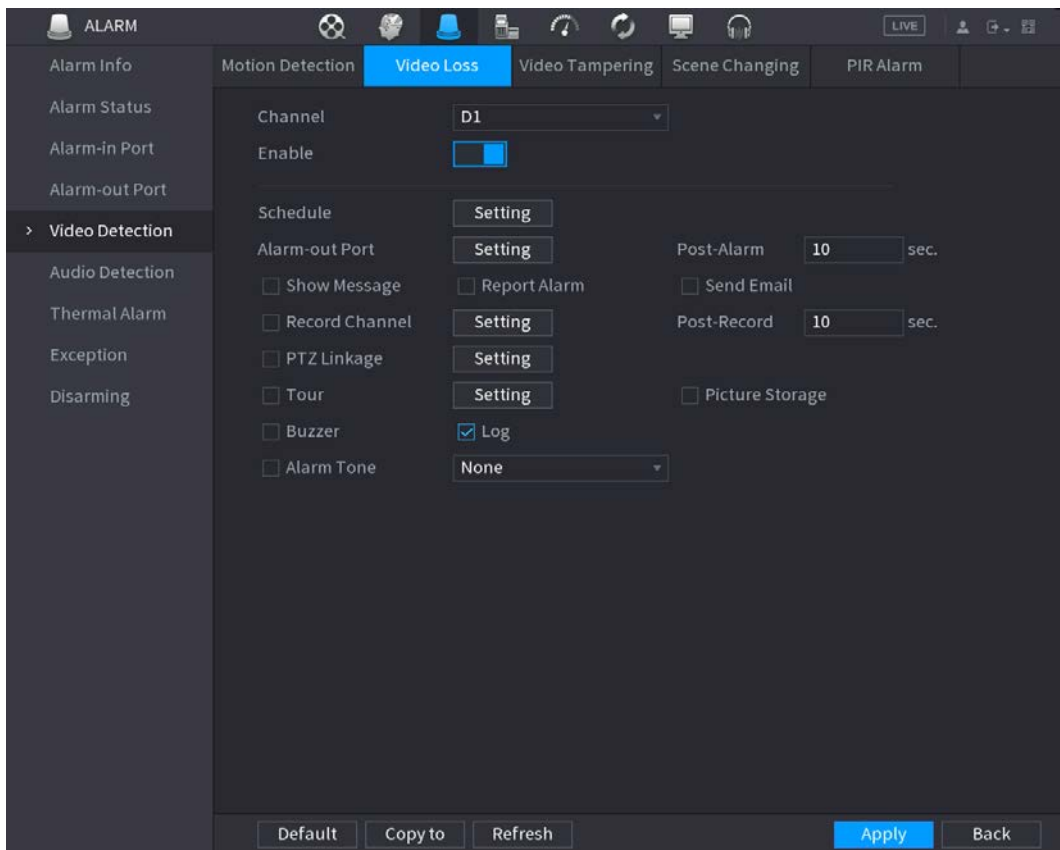 ALARM
LIVE
Alarm Info
Alarm Status
Alarm-in Port
Alarm-out Port
> Video Detection
Audio Detection
Thermal Alarm
Exception
Disarming
Motion Detection Video Loss Video Tampering Scene Changing PIR Alarm
Channel D1
Enable
Schedule Setting
Alarm-out Port Setting Post-Alarm 10 sec.
Show Message Report Alarm Send Email
Record Channel Setting Post-Record 10 sec.
PTZ Linkage Setting
Tour Setting Picture Storage
Buzzer Log
Alarm Tone None
Default Copy to Refresh Apply Back